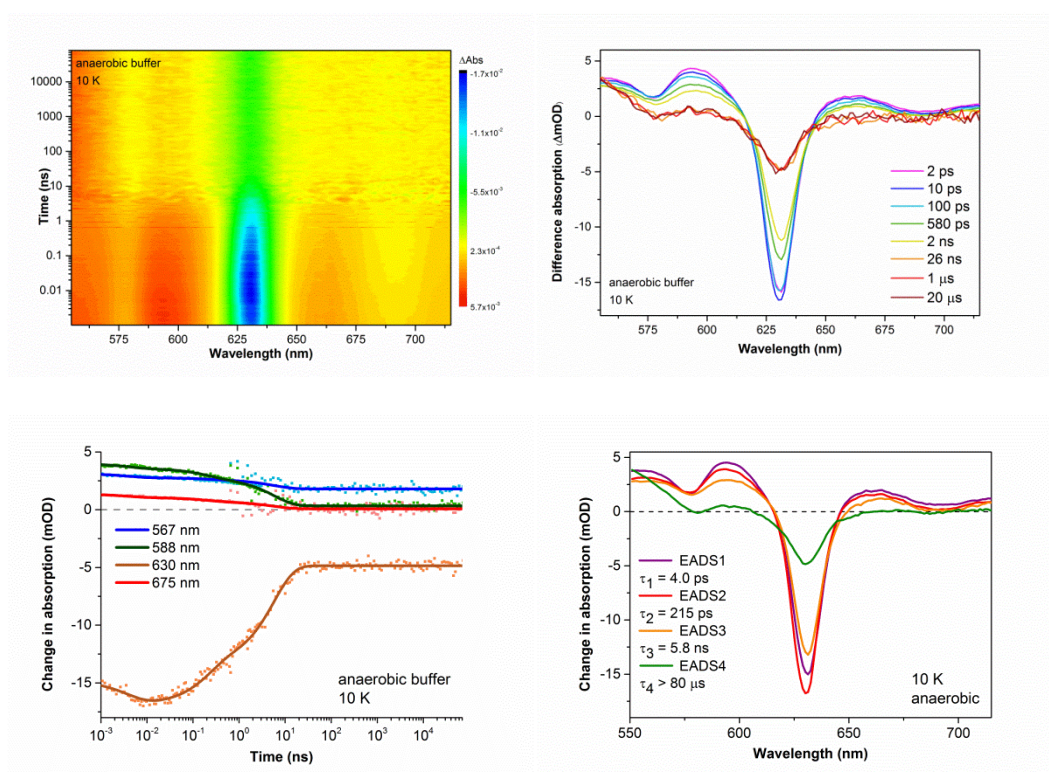 anaerobic buffer
10 K
10000
1000
100
10
1
0.1
0.01
Time (ns)
575 600 625 650 675 700
Wavelength (nm)
ΔAbs
-1.7x10⁻²
-1.1x10⁻²
-5.5x10⁻³
2.3x10⁻⁴
5.7x10⁻³
Difference absorption (ΔmOD)
5
0
-5
-10
-15
2 ps
10 ps
100 ps
580 ps
2 ns
26 ns
1 μs
20 μs
anaerobic buffer
10 K
575 600 625 650 675 700
Wavelength (nm)
Change in absorption (mOD)
5
0
-5
-10
-15
567 nm
588 nm
630 nm
675 nm
anaerobic buffer
10 K
10⁻³ 10⁻² 10⁻¹ 10⁰ 10¹ 10² 10³ 10⁴
Time (ns)
Change in absorption (mOD)
5
0
-5
-10
-15
EADS1
τ₁ = 4.0 ps
EADS2
τ₂ = 215 ps
EADS3
τ₃ = 5.8 ns
EADS4
τ₄ > 80 μs
10 K
anaerobic
550 600 650 700
Wavelength (nm)